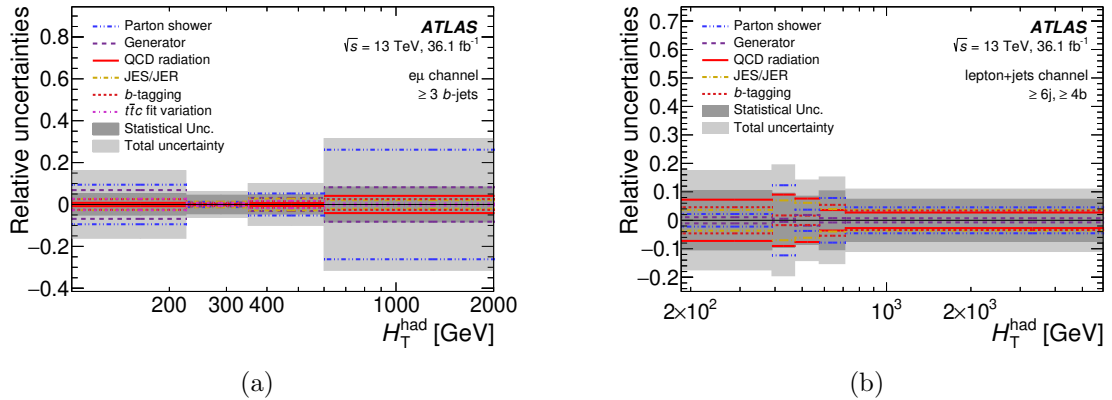 ATLAS
√s = 13 TeV, 36.1 fb⁻¹
eμ channel
≥ 3 b-jets
Parton shower
Generator
QCD radiation
JES/JER
b-tagging
tt̄c fit variation
Statistical Unc.
Total uncertainty
Relative uncertainties
0.8
0.6
0.4
0.2
0
−0.2
−0.4
200 300 400 1000 2000
H_T^had [GeV]
(a)
ATLAS
√s = 13 TeV, 36.1 fb⁻¹
lepton+jets channel
≥ 6j, ≥ 4b
Parton shower
Generator
QCD radiation
JES/JER
b-tagging
Statistical Unc.
Total uncertainty
Relative uncertainties
0.7
0.6
0.5
0.4
0.3
0.2
0.1
0
−0.1
−0.2
2×10² 10³ 2×10³
H_T^had [GeV]
(b)